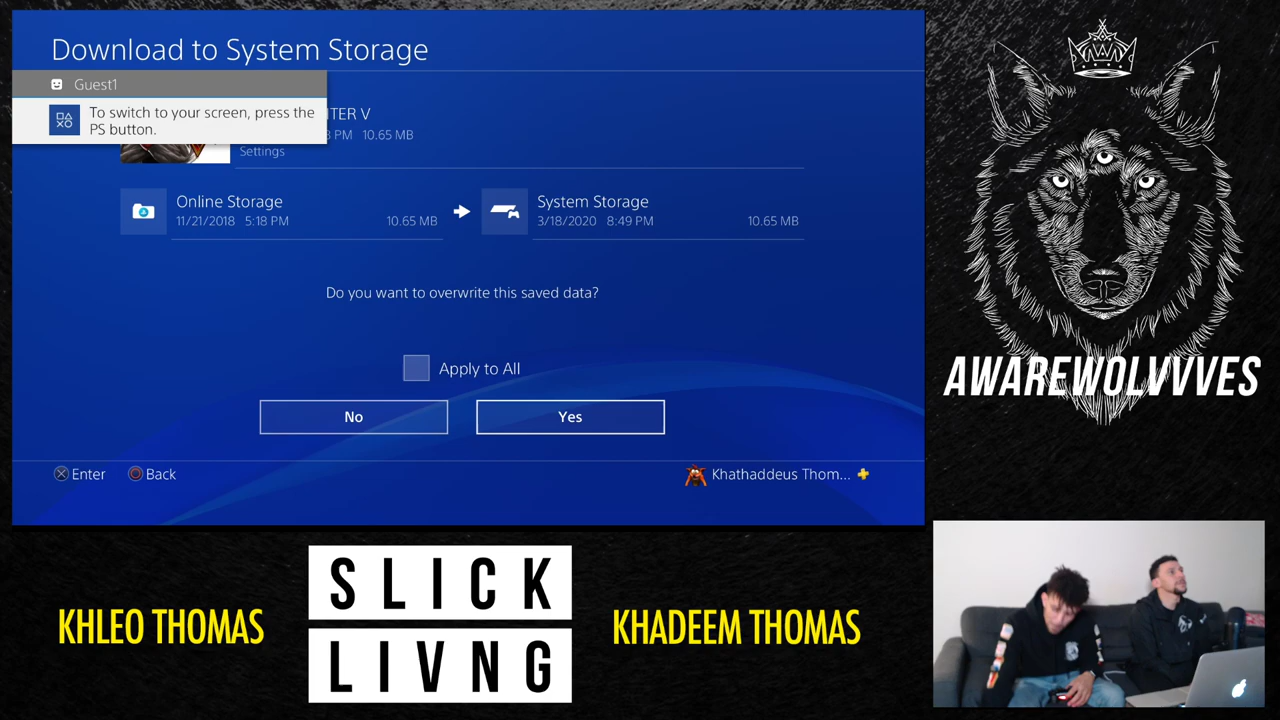 Download to System Storage
Guest1
To switch to your screen, press the
PS button.
TER V
PM 10.65 MB
Settings
Online Storage
11/21/2018 5:18 PM 10.65 MB
System Storage
3/18/2020 8:49 PM 10.65 MB
Do you want to overwrite this saved data?
Apply to All
No
Yes
Enter
Back
Khathaddeus Thom...
AWAREWOLVVVES
KHLEO THOMAS
SLICK
LIVNG
KHADEEM THOMAS